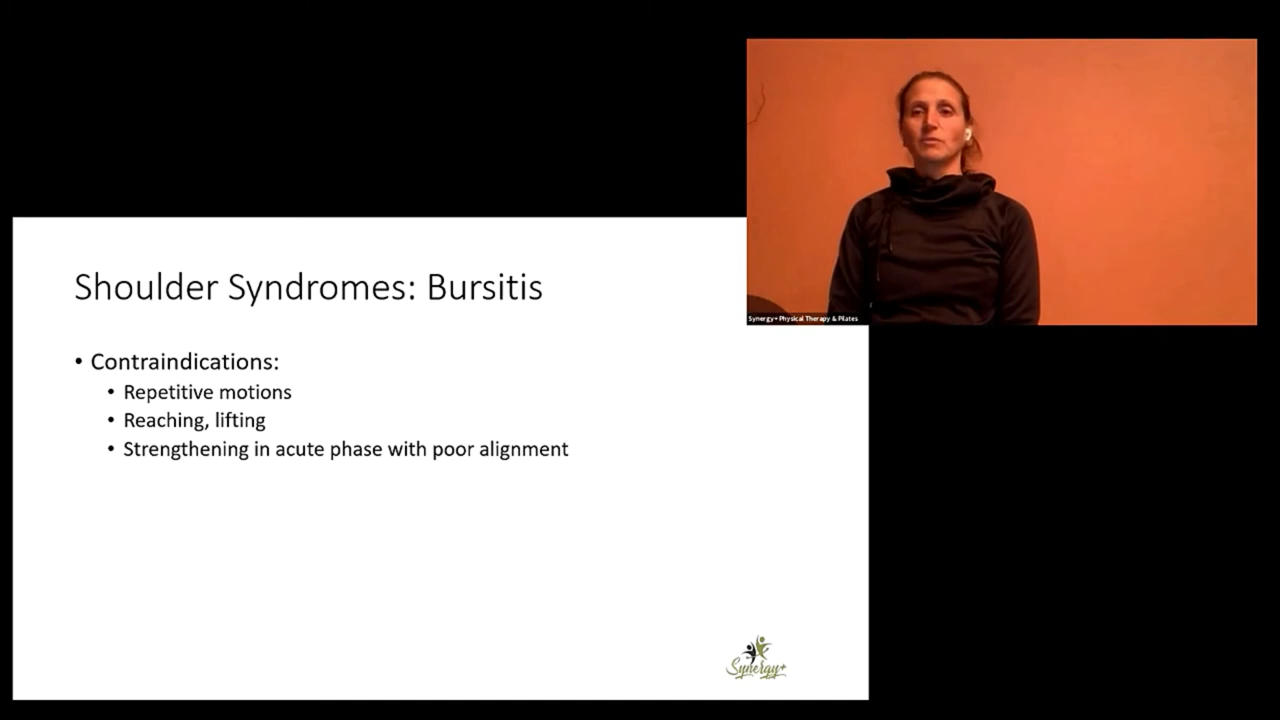 Shoulder Syndromes: Bursitis
• Contraindications:
• Repetitive motions
• Reaching, lifting
• Strengthening in acute phase with poor alignment
Synergy+ Physical Therapy & Pilates
Synergy+